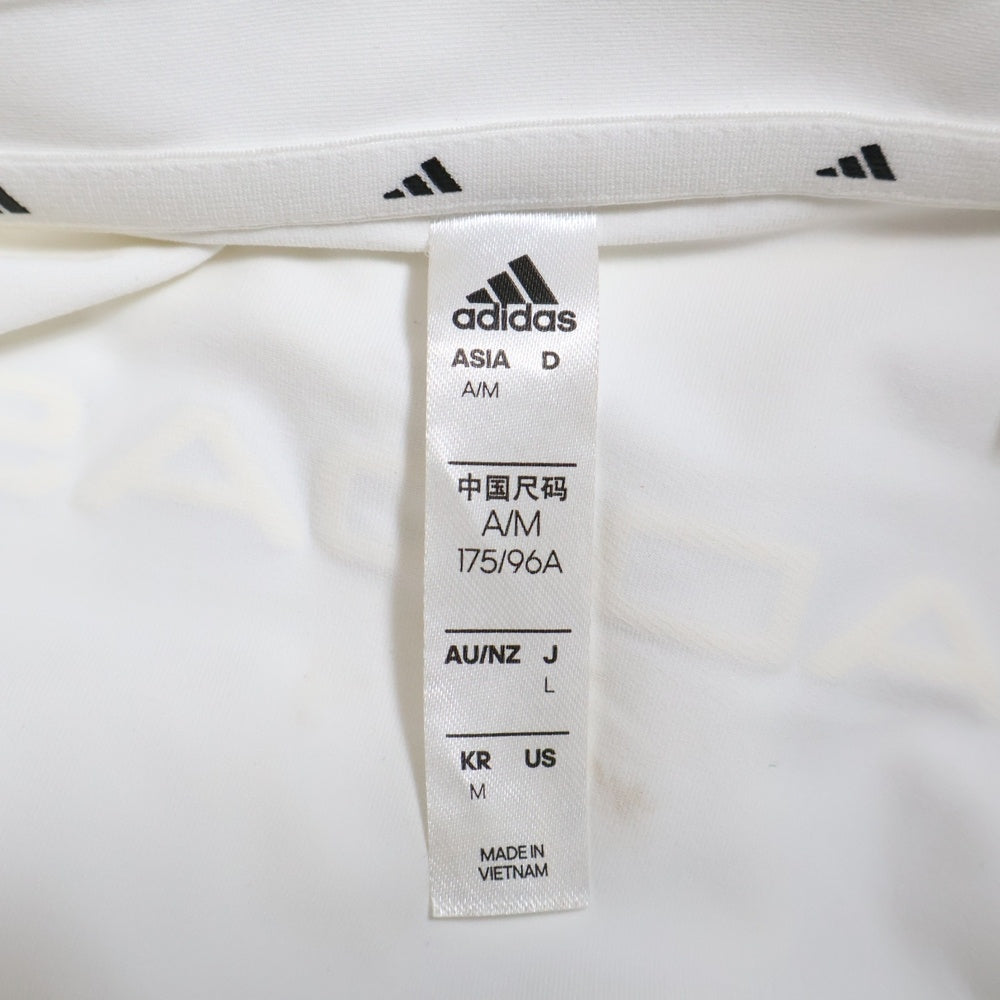 adidas
ASIA D
A/M
中国尺码
A/M
175/96A
AU/NZ J
L
KR US
M
MADE IN
VIETNAM